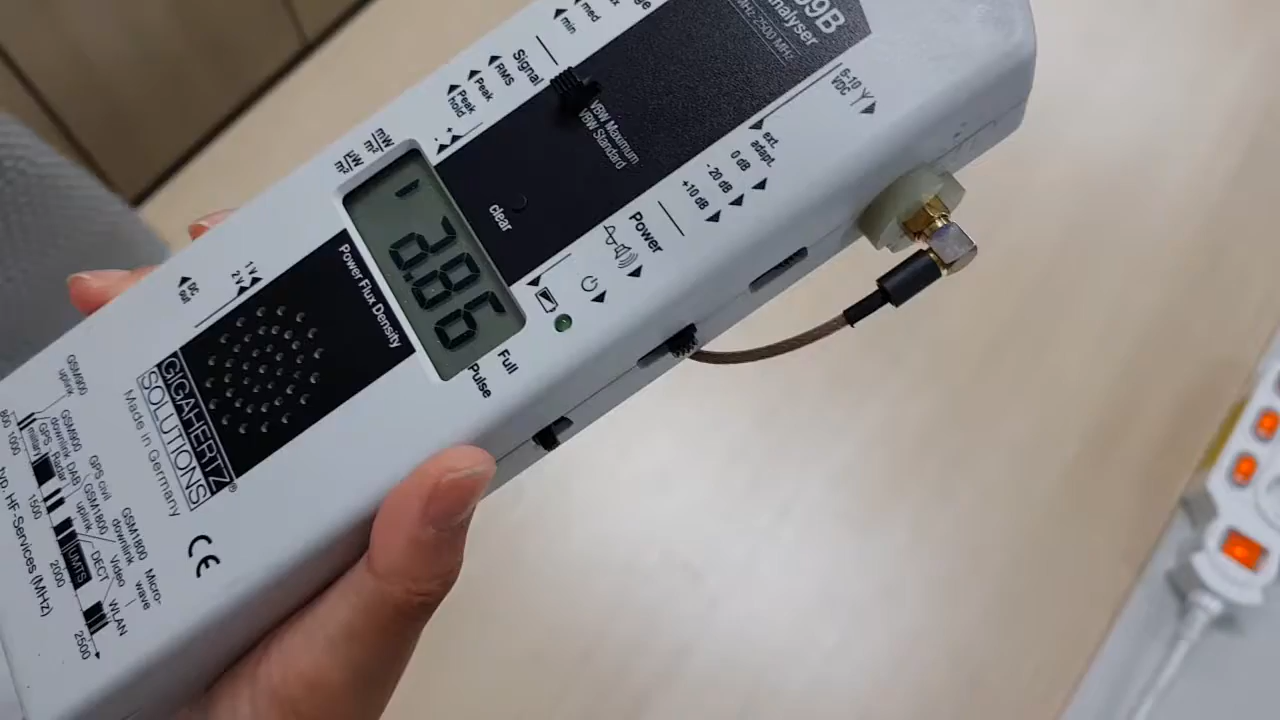 9B
MHz-2500 MHz
med
min
Signal
RMS
Peak
Peak
hold
VBW Maximum
VBW Standard
6-10
VDC
ext.
adapt.
0 dB
- 20 dB
+10 dB
mW
m²
µW
m²
clear
Power
Power Flux Density
Full
Pulse
DC
out
1 V
2 V
GIGAHERTZ
SOLUTIONS®
Made in Germany
CE
GSM900
uplink
GSM900
downlink
military
GPS
Radar
DAB
GPS civil
GSM1800
uplink
GSM1800
downlink
DECT
Video
UMTS
Micro-
wave
WLAN
800
1000
1500
2000
2500
typ. HF-Services (MHz)